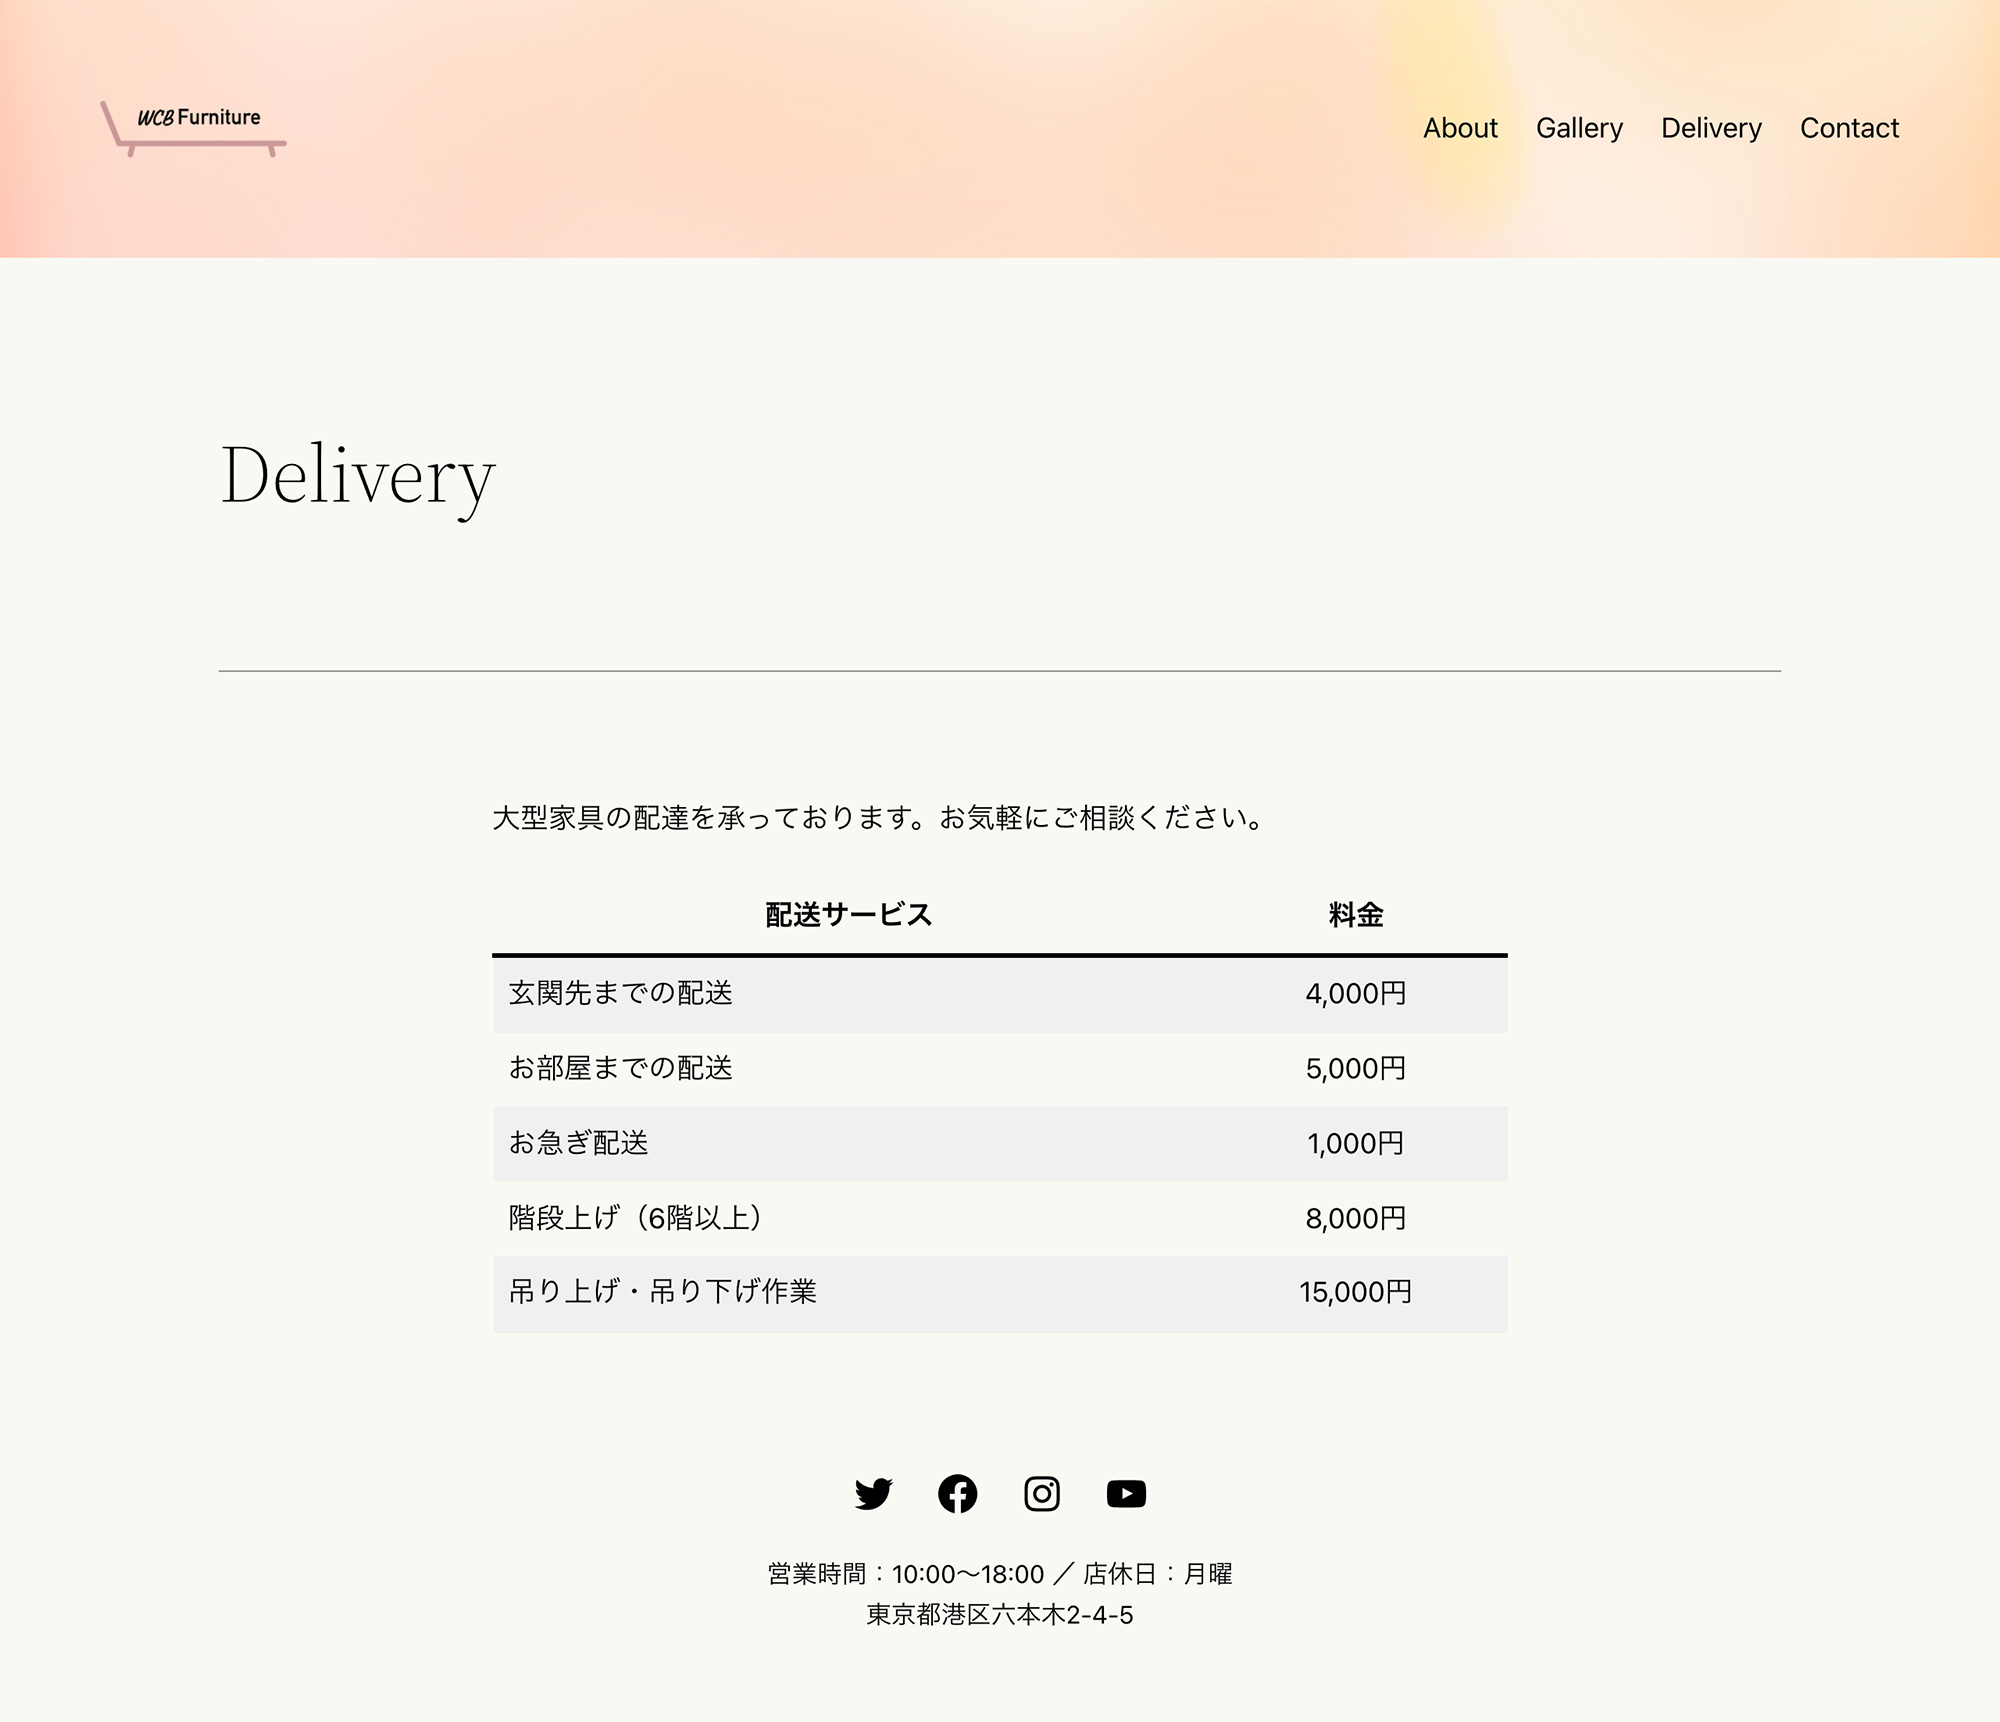 WCB Furniture
About Gallery Delivery Contact
Delivery
大型家具の配達を承っております。お気軽にご相談ください。
配送サービス 料金
玄関先までの配送 4,000円
お部屋までの配送 5,000円
お急ぎ配送 1,000円
階段上げ（6階以上） 8,000円
吊り上げ・吊り下げ作業 15,000円
営業時間：10:00〜18:00 ／ 店休日：月曜
東京都港区六本木2-4-5